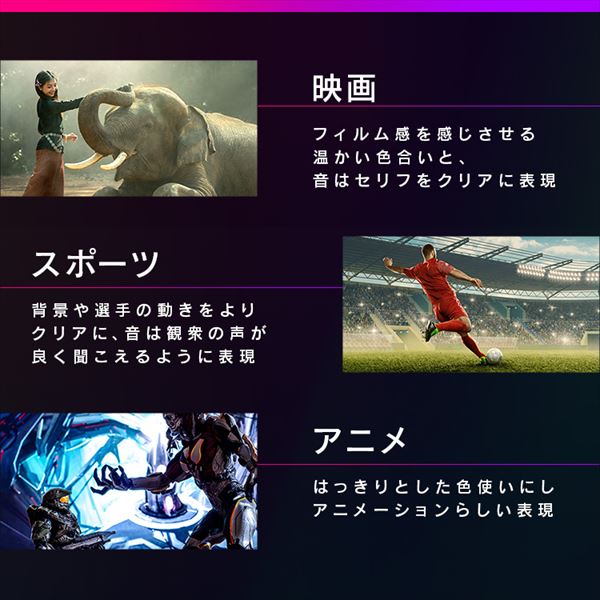 映画
フィルム感を感じさせる
温かい色合いと、
音はセリフをクリアに表現
スポーツ
背景や選手の動きをより
クリアに、音は観衆の声が
良く聞こえるように表現
アニメ
はっきりとした色使いにし
アニメーションらしい表現